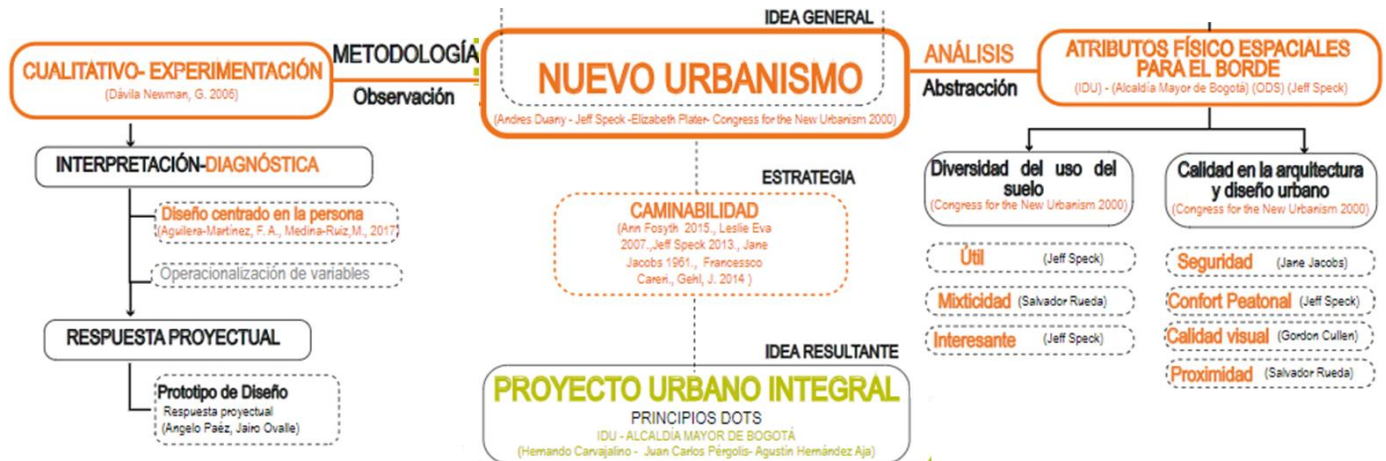 CUALITATIVO- EXPERIMENTACIÓN
(Dávila Newman, G. 2006)
INTERPRETACIÓN-DIAGNÓSTICA
Diseño centrado en la persona
(Aguilera-Martínez, F. A., Medina-Ruiz,M., 2017)
Operacionalización de variables
RESPUESTA PROYECTUAL
Prototipo de Diseño
Respuesta proyectual
(Angelo Paéz, Jairo Ovalle)
METODOLOGÍA
Observación
IDEA GENERAL
NUEVO URBANISMO
(Andres Duany - Jeff Speck -Elizabeth Plater- Congress for the New Urbanism 2000)
ESTRATEGIA
CAMINABILIDAD
(Ann Fosyth 2015., Leslie Eva
2007.,Jeff Speck 2013., Jane
Jacobs 1961., Francessco
Careri., Gehl, J. 2014 )
IDEA RESULTANTE
PROYECTO URBANO INTEGRAL
PRINCIPIOS DOTS
IDU - ALCALDÍA MAYOR DE BOGOTÁ
(Hernando Carvajalino - Juan Carlos Pérgolis- Agustín Hernández Aja)
ANÁLISIS
Abstracción
ATRIBUTOS FÍSICO ESPACIALES
PARA EL BORDE
(IDU) - (Alcaldía Mayor de Bogotá) (ODS) (Jeff Speck)
Diversidad del uso del
suelo
(Congress for the New Urbanism 2000)
Útil (Jeff Speck)
Mixticidad (Salvador Rueda)
Interesante (Jeff Speck)
Calidad en la arquitectura
y diseño urbano
(Congress for the New Urbanism 2000)
Seguridad (Jane Jacobs)
Confort Peatonal (Jeff Speck)
Calidad visual (Gordon Cullen)
Proximidad (Salvador Rueda)